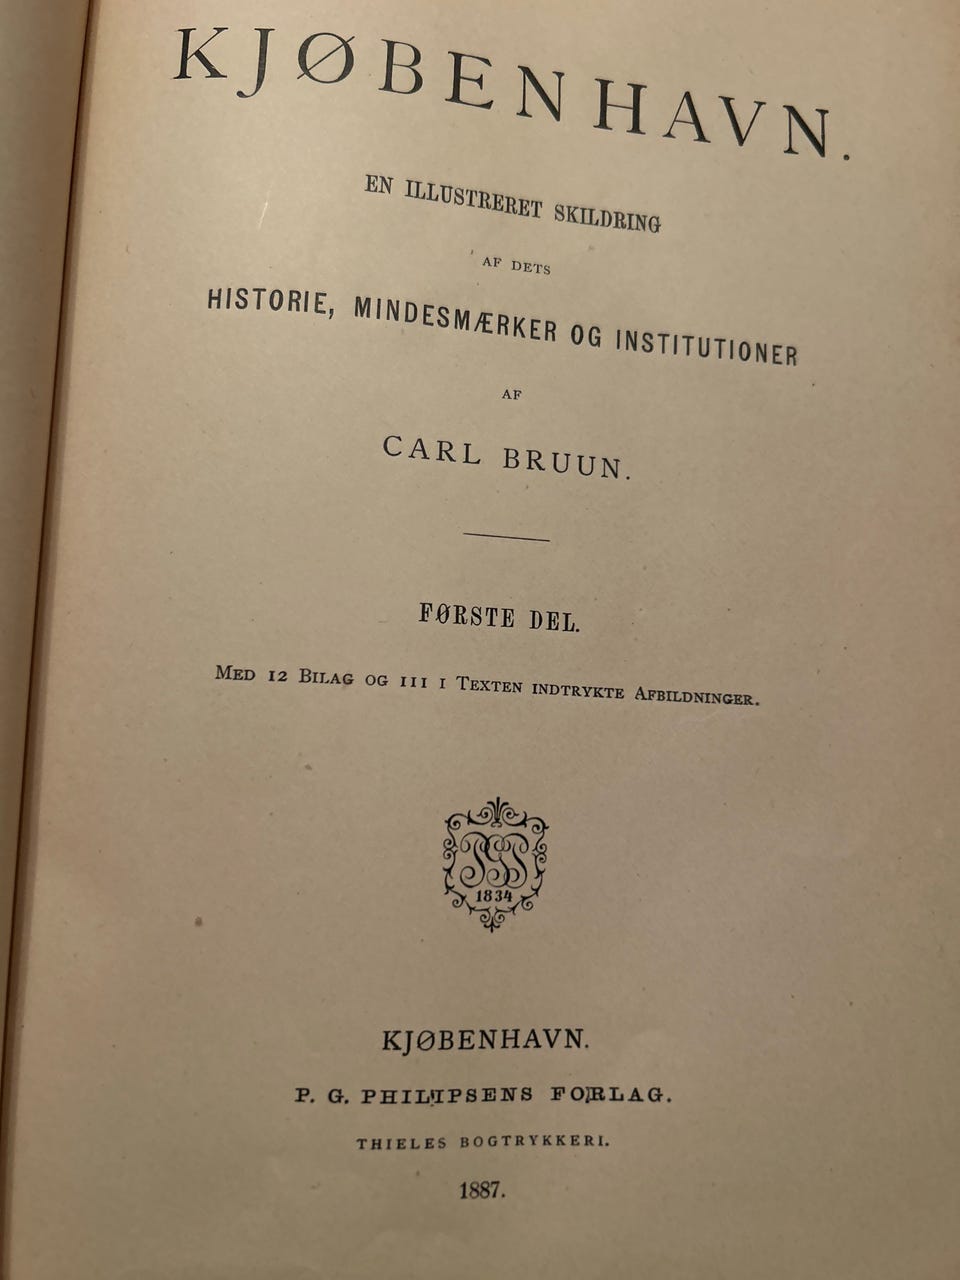 KJØBENHAVN.
EN ILLUSTRERET SKILDRING
AF DETS
HISTORIE, MINDESMÆRKER OG INSTITUTIONER
AF
CARL BRUUN.
FØRSTE DEL.
MED 12 BILAG OG 111 I TEXTEN INDTRYKTE AFBILDNINGER.
PGP
1834
KJØBENHAVN.
P. G. PHILIPSENS FORLAG.
THIELES BOGTRYKKERI.
1887.